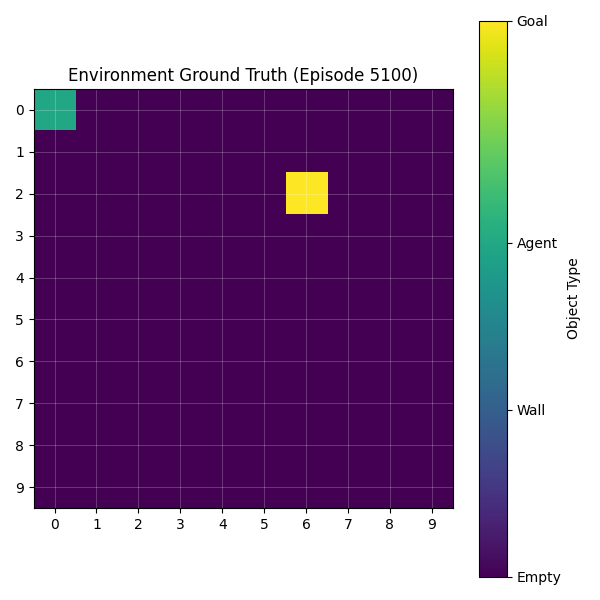 Environment Ground Truth (Episode 5100)
0
1
2
3
4
5
6
7
8
9
0 1 2 3 4 5 6 7 8 9
Goal
Agent
Wall
Empty
Object Type